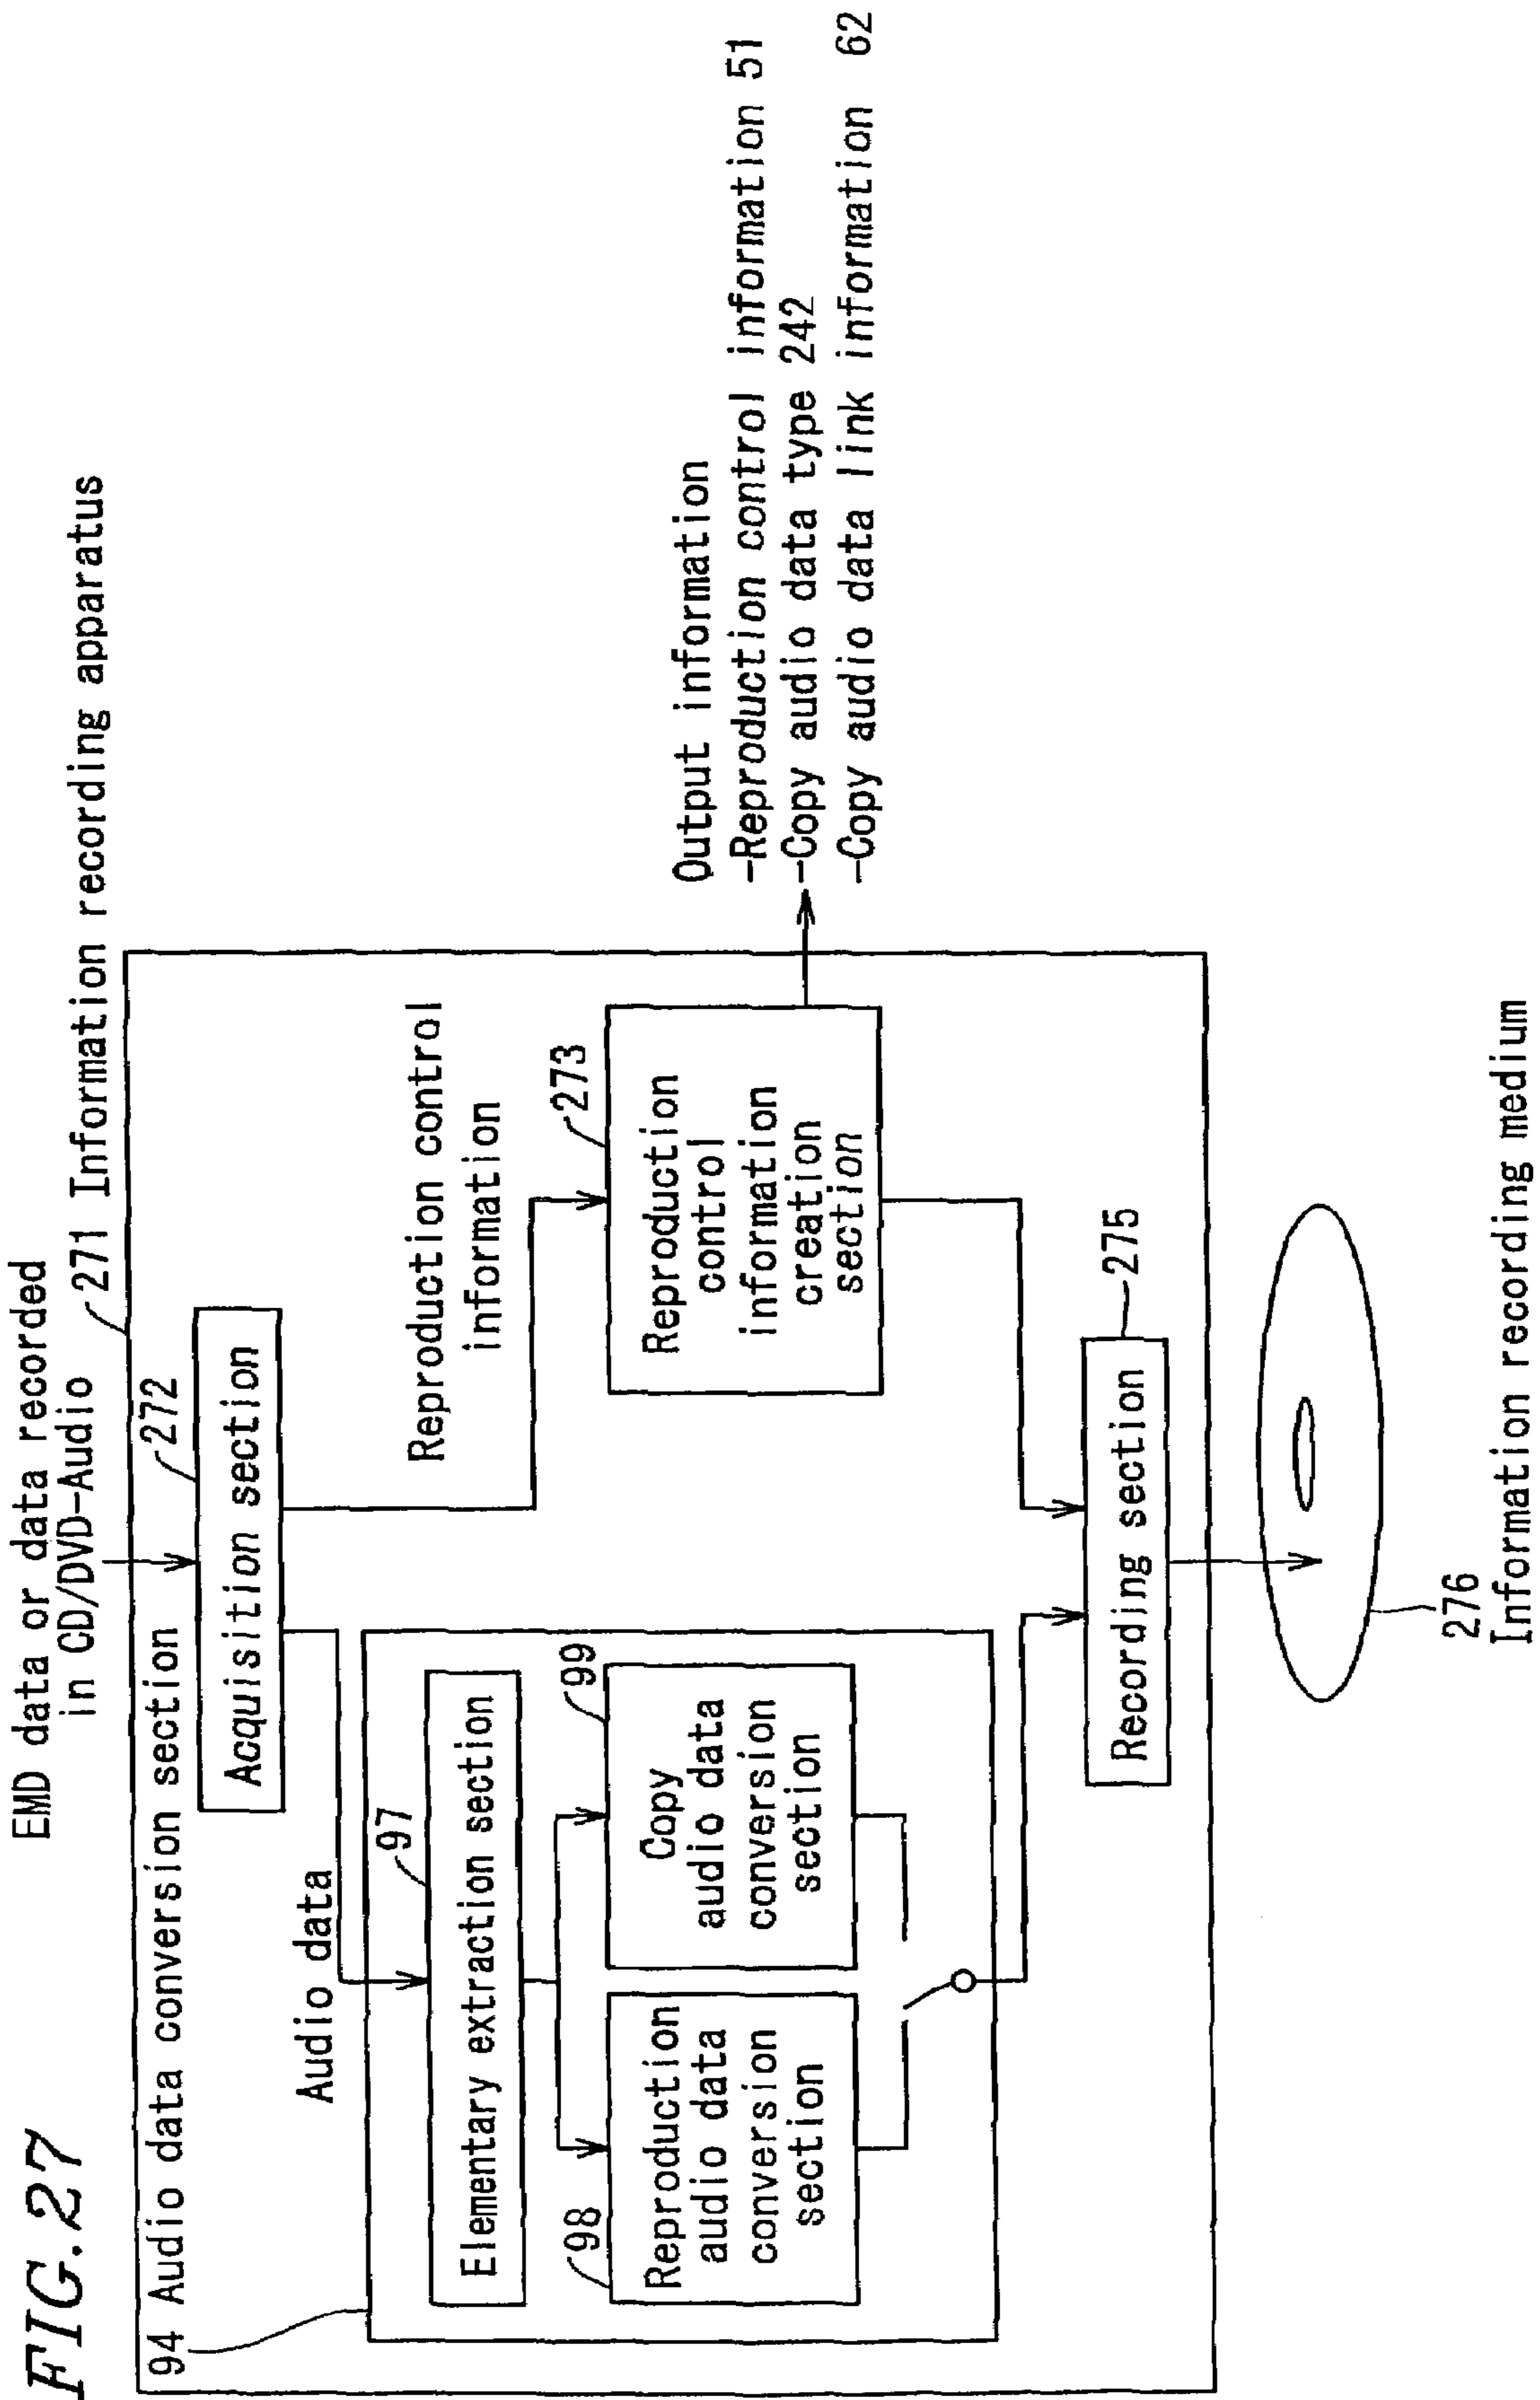 FIG.27
EMD data or data recorded
in CD/DVD-Audio
271 Information recording apparatus
94 Audio data conversion section
272
Acquisition section
Audio data
Reproduction control
information
97
Elementary extraction section
98
Reproduction
audio data
conversion
section
99
Copy
audio data
conversion
section
273
Reproduction
control
information
creation
section
Output information
-Reproduction control information 51
-Copy audio data type 242
-Copy audio data link information 62
Recording section
275
276
Information recording medium